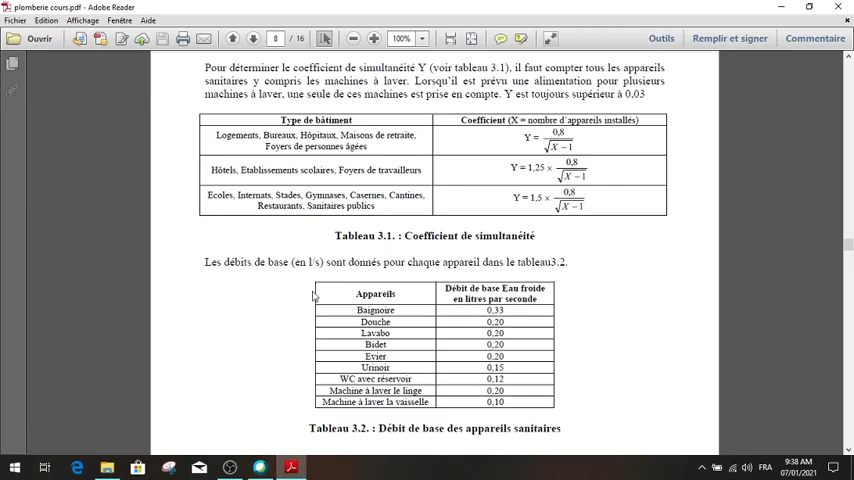 plomberie cours.pdf - Adobe Reader
Fichier Edition Affichage Fenêtre Aide
Ouvrir 8 / 16 100% Outils Remplir et signer Commentaire
Pour déterminer le coefficient de simultanéité Y (voir tableau 3.1), il faut compter tous les appareils
sanitaires y compris les machines à laver. Lorsqu'il est prévu une alimentation pour plusieurs
machines à laver, une seule de ces machines est prise en compte. Y est toujours supérieur à 0,03
Type de bâtiment Coefficient (X = nombre d'appareils installés)
Logements, Bureaux, Hôpitaux, Maisons de retraite,
Foyers de personnes âgées
Y = 0,8 / √X − 1
Hôtels, Etablissements scolaires, Foyers de travailleurs Y = 1,25 × 0,8 / √X − 1
Ecoles, Internats, Stades, Gymnases, Casernes, Cantines,
Restaurants, Sanitaires publics
Y = 1,5 × 0,8 / √X − 1
Tableau 3.1. : Coefficient de simultanéité
Les débits de base (en l/s) sont donnés pour chaque appareil dans le tableau3.2.
Appareils Débit de base Eau froide
en litres par seconde
Baignoire 0,33
Douche 0,20
Lavabo 0,20
Bidet 0,20
Evier 0,20
Urinoir 0,15
WC avec réservoir 0,12
Machine à laver le linge 0,20
Machine à laver la vaisselle 0,10
Tableau 3.2. : Débit de base des appareils sanitaires
FRA
9:38 AM
07/01/2021